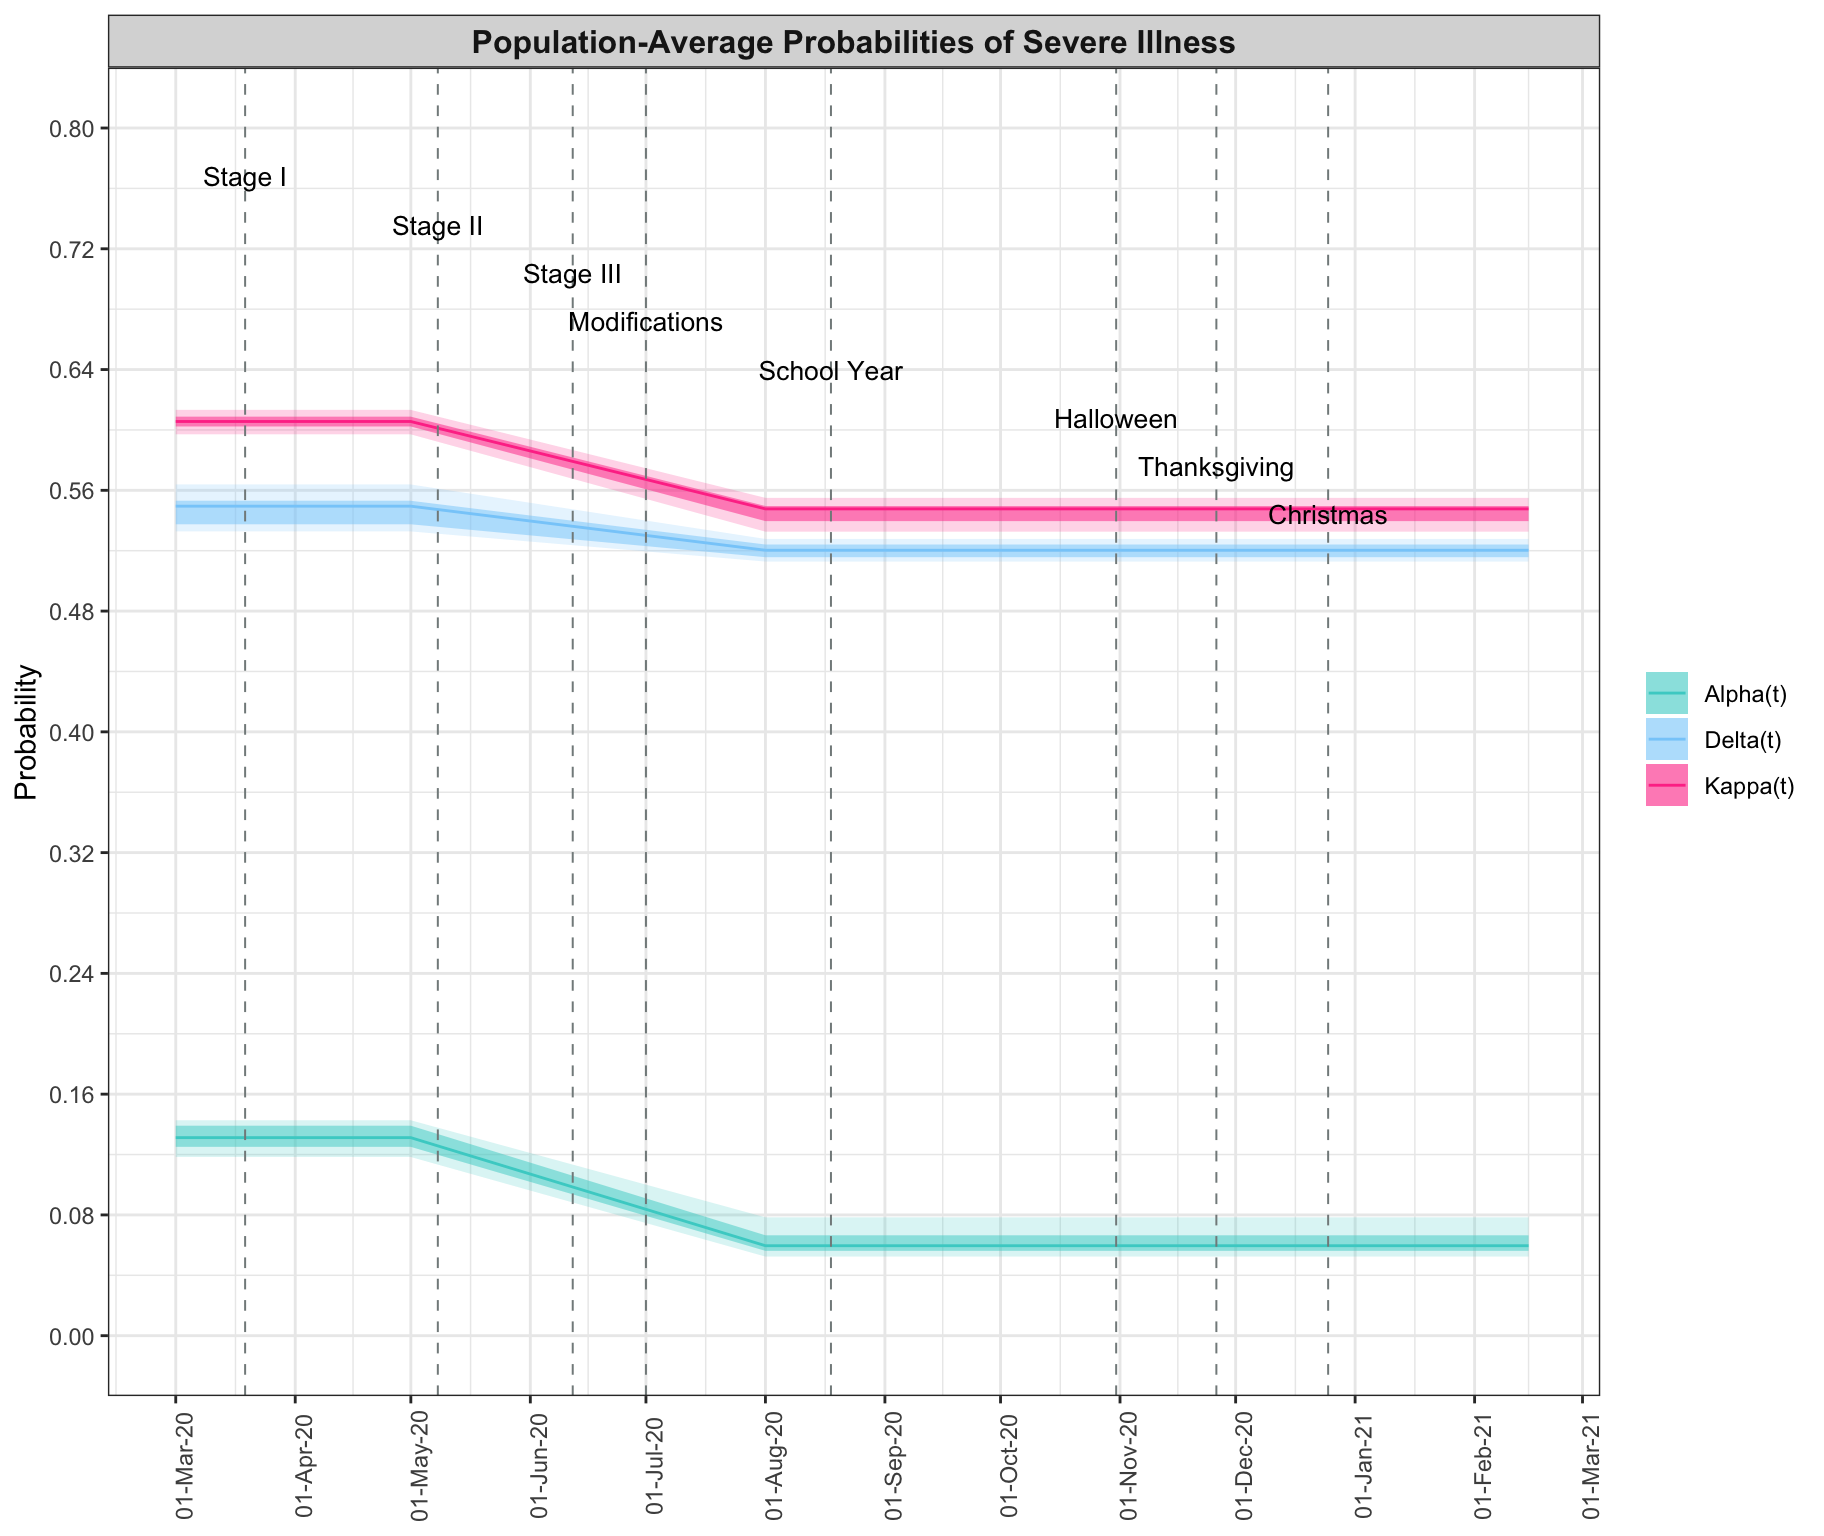 Population-Average Probabilities of Severe Illness
0.80
Stage I
Stage II
0.72
Stage III
Modifications
0.64
School Year
Halloween
Thanksgiving
0.56
Christmas
0.48
0.40
0.32
0.24
0.16
0.08
0.00
Probability
Alpha(t)
Delta(t)
Kappa(t)
01-Mar-20
01-Apr-20
01-May-20
01-Jun-20
01-Jul-20
01-Aug-20
01-Sep-20
01-Oct-20
01-Nov-20
01-Dec-20
01-Jan-21
01-Feb-21
01-Mar-21